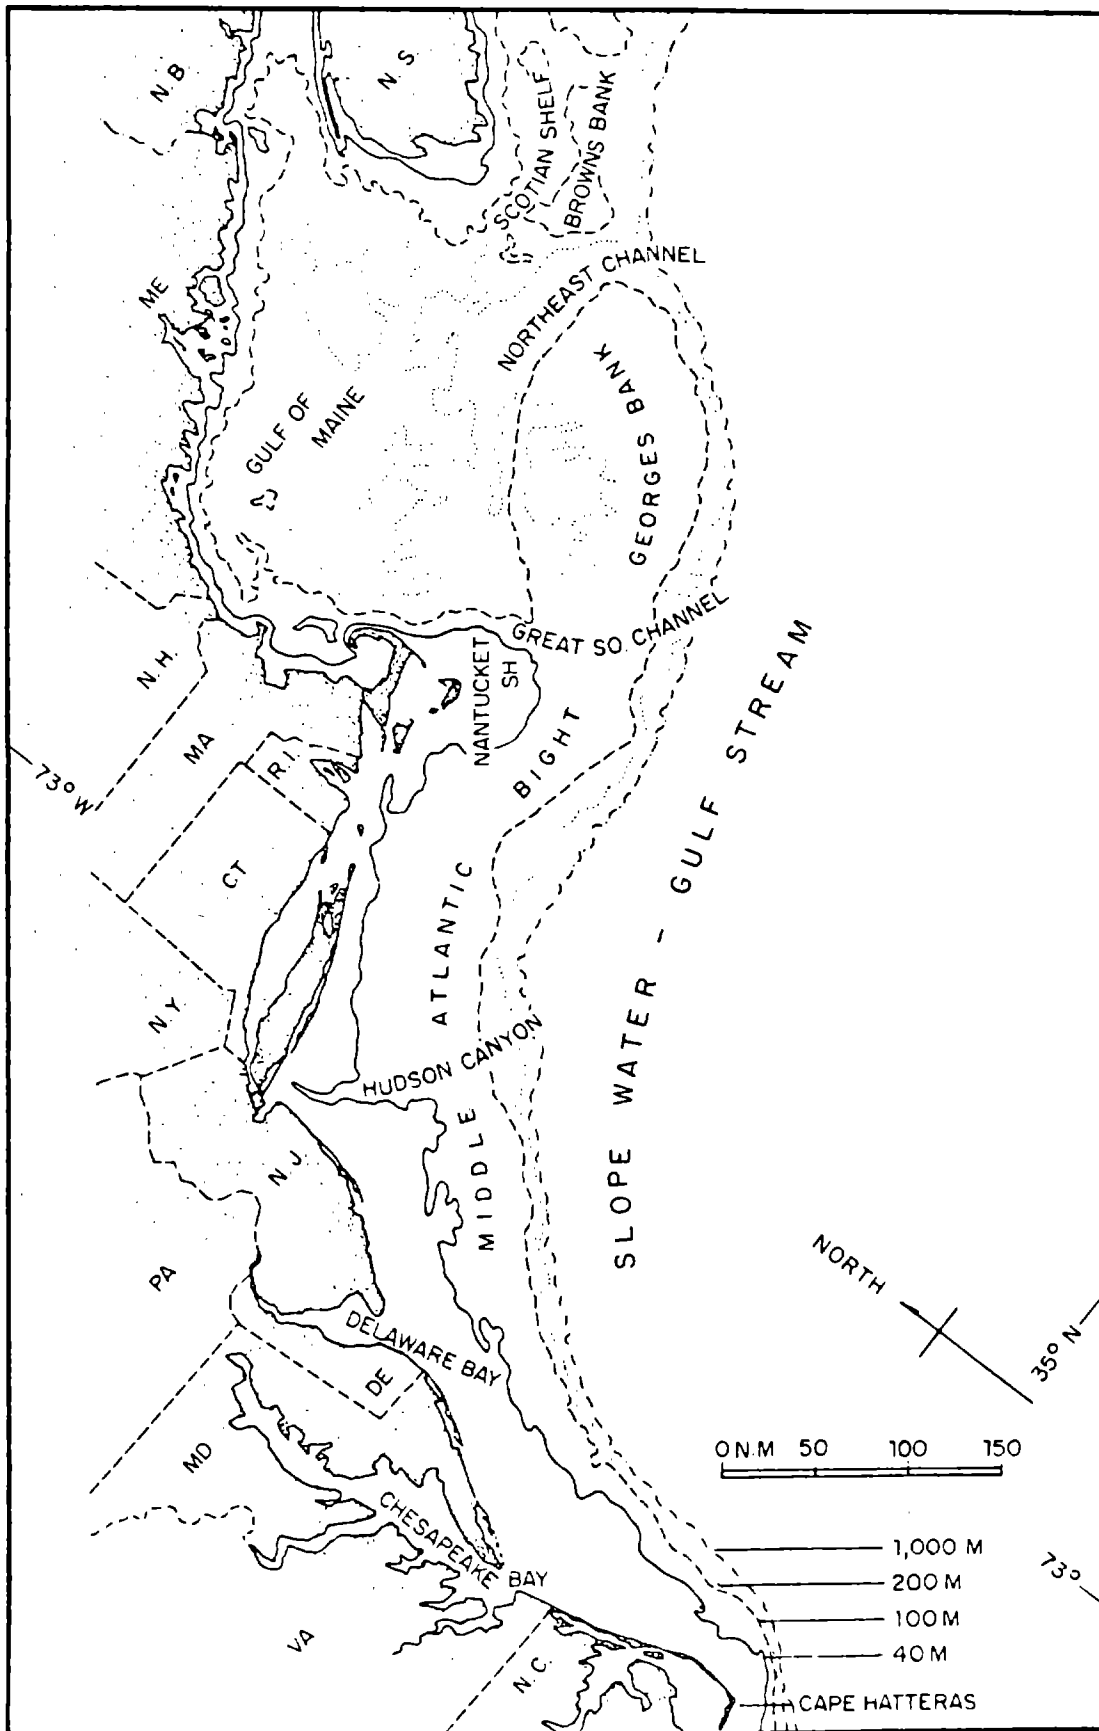 N.B
N.S
SCOTIAN SHELF
BROWNS BANK
NORTHEAST CHANNEL
ME
GULF OF
MAINE
GEORGES BANK
GREAT SO. CHANNEL
NANTUCKET
SH
N.H.
MA
R.I.
73° W
CT
N.Y.
MIDDLE ATLANTIC BIGHT
SLOPE WATER - GULF STREAM
HUDSON CANYON
N.J
PA
DELAWARE BAY
DE
MD
CHESAPEAKE BAY
VA
N.C.
NORTH
35° N
0 N.M 50 100 150
1,000 M
200 M
100 M
40 M
73°
CAPE HATTERAS